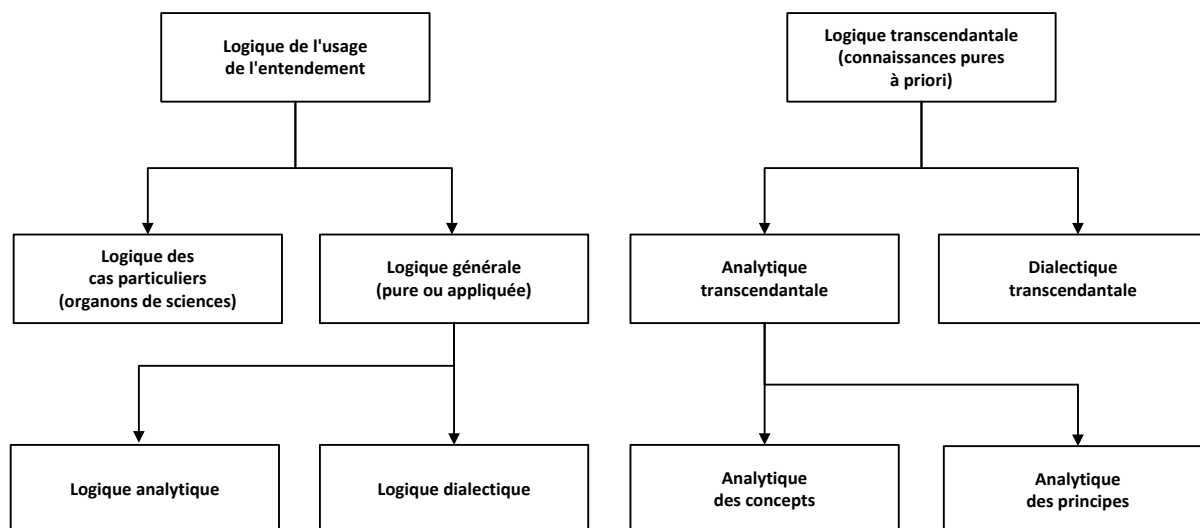 Logique de l'usage
de l'entendement
Logique transcendantale
(connaissances pures
à priori)
Logique des
cas particuliers
(organons de sciences)
Logique générale
(pure ou appliquée)
Analytique
transcendantale
Dialectique
transcendantale
Logique analytique
Logique dialectique
Analytique
des concepts
Analytique
des principes